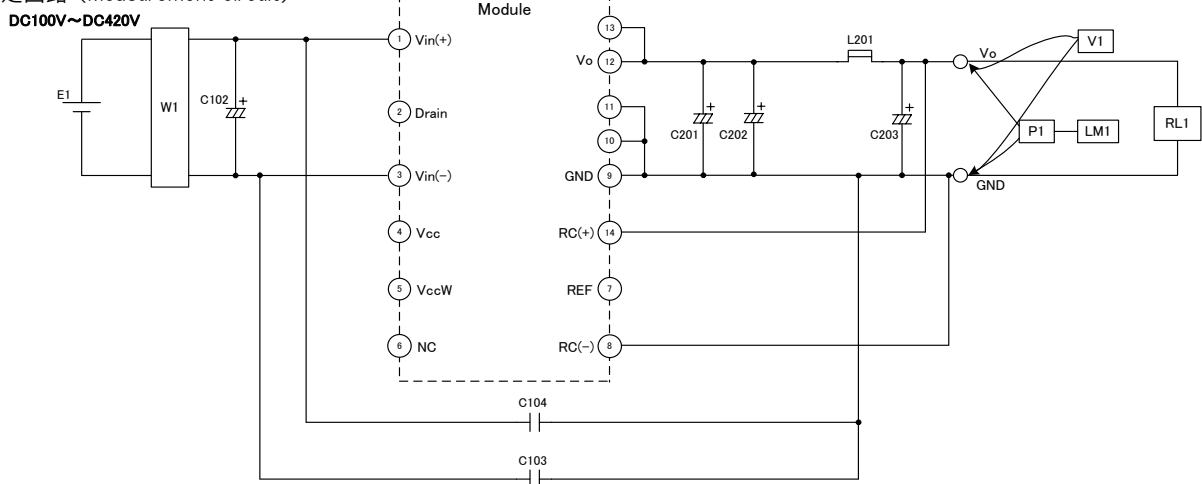 定回路 (Measurement circuit)
DC100V～DC420V
Module
1 Vin(+)
2 Drain
3 Vin(-)
4 Vcc
5 VccW
6 NC
13
Vo 12
11
10
GND 9
RC(+) 14
REF 7
RC(-) 8
E1
W1
C102
C201
C202
L201
C203
Vo
GND
V1
P1
LM1
RL1
C104
C103